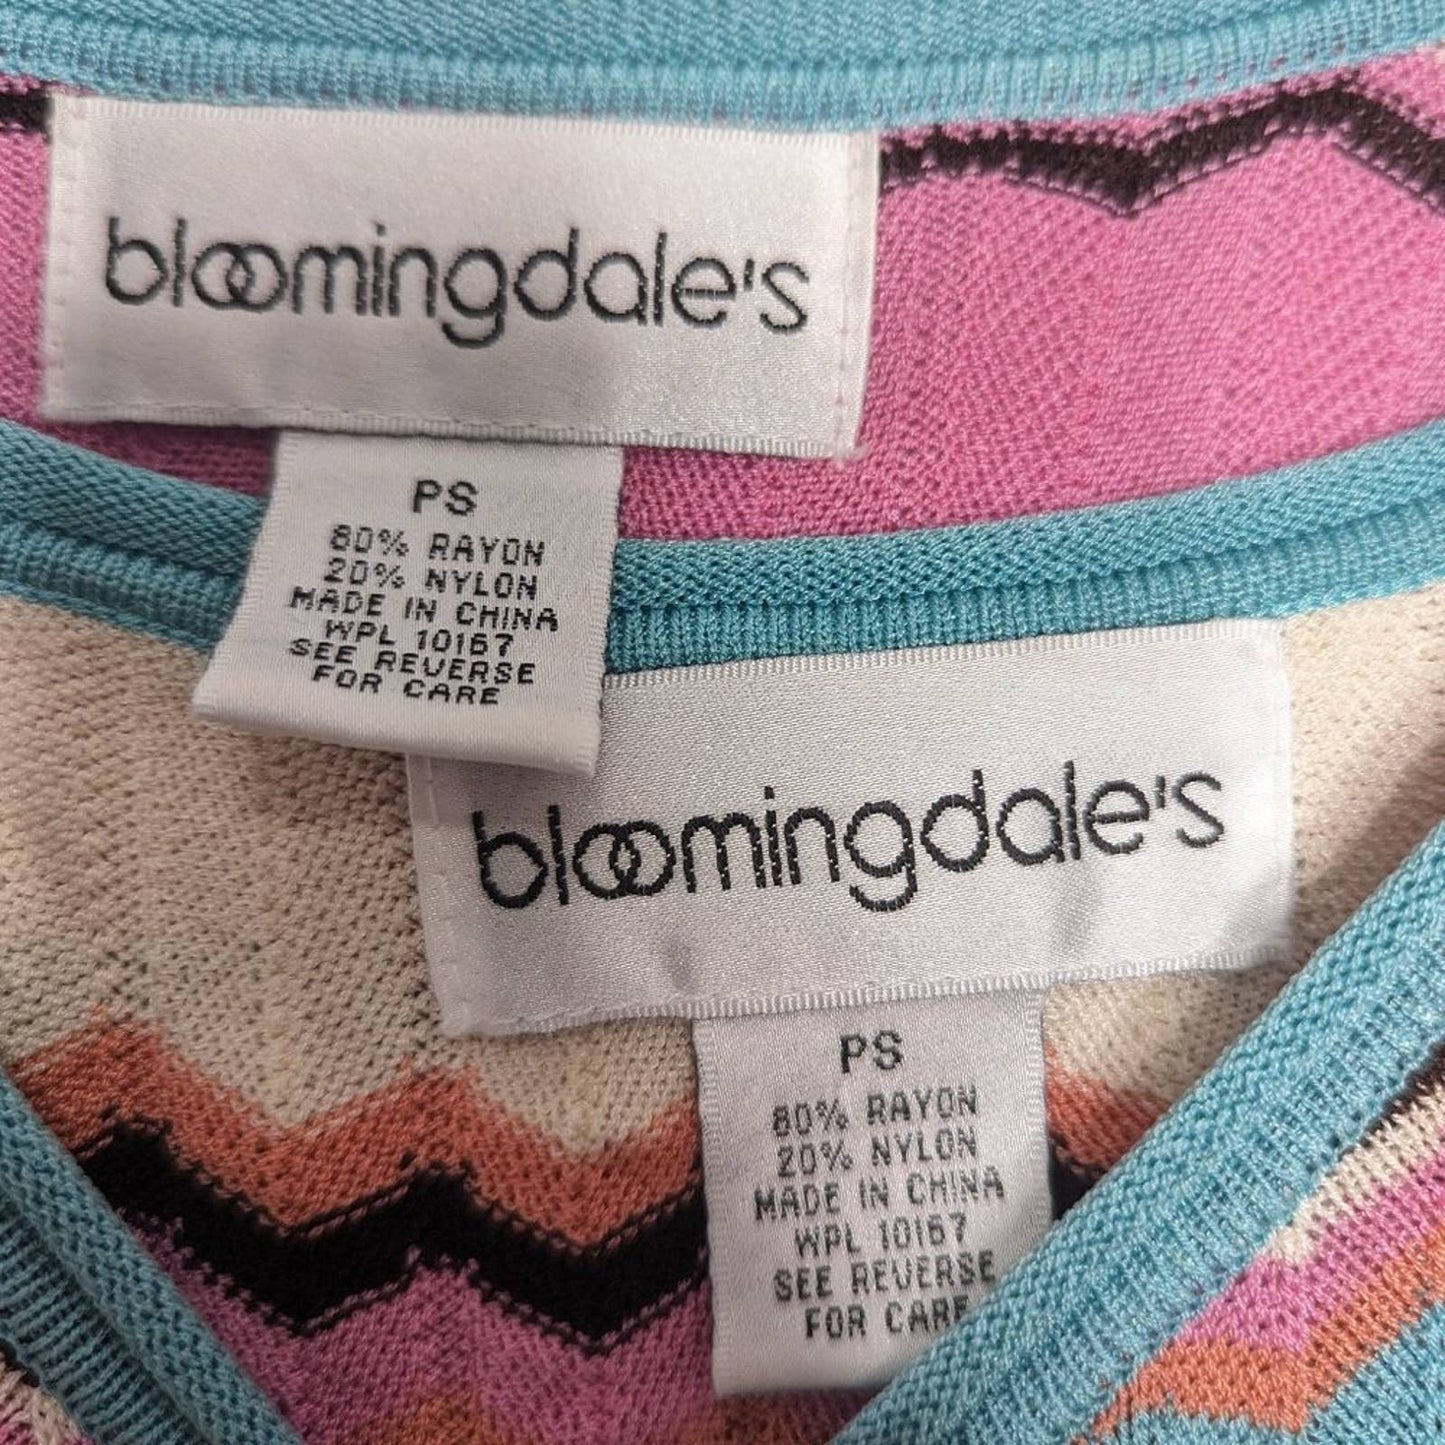 bloomingdale's
PS
80% RAYON
20% NYLON
MADE IN CHINA
WPL 10167
SEE REVERSE
FOR CARE
bloomingdale's
PS
80% RAYON
20% NYLON
MADE IN CHINA
WPL 10167
SEE REVERSE
FOR CARE